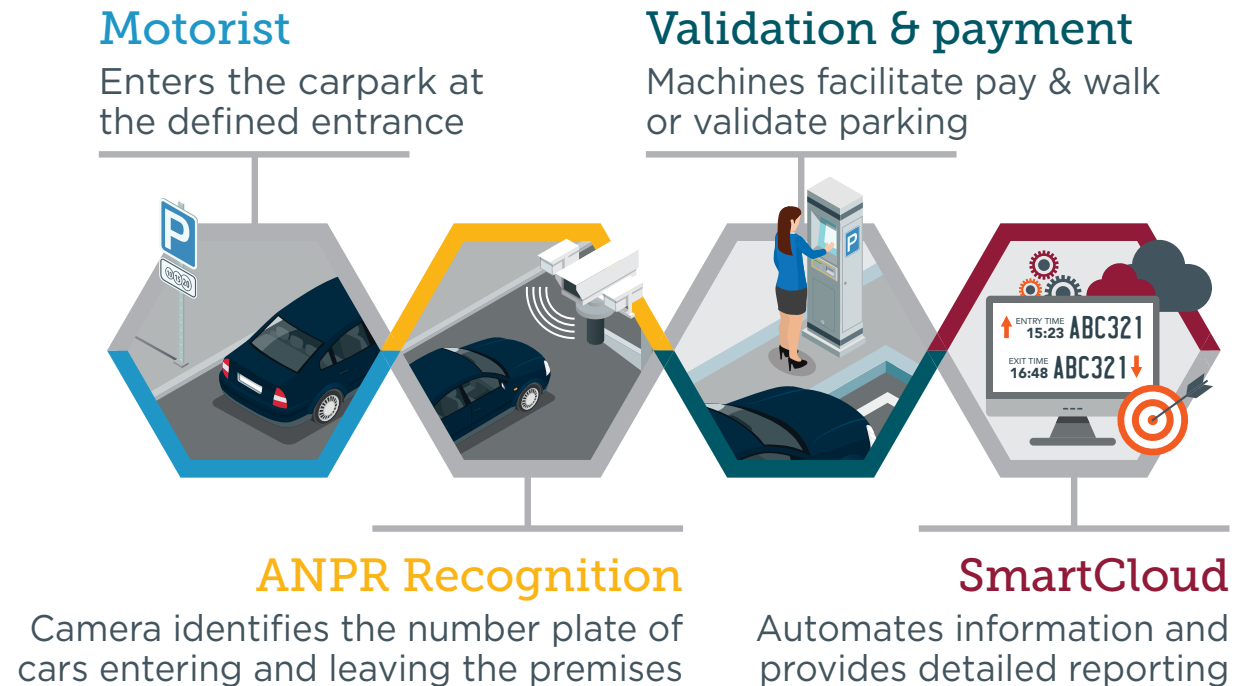 Motorist
Enters the carpark at
the defined entrance
Validation & payment
Machines facilitate pay & walk
or validate parking
P
P
ENTRY TIME
15:23 ABC321
EXIT TIME
16:48 ABC321
ANPR Recognition
Camera identifies the number plate of
cars entering and leaving the premises
SmartCloud
Automates information and
provides detailed reporting